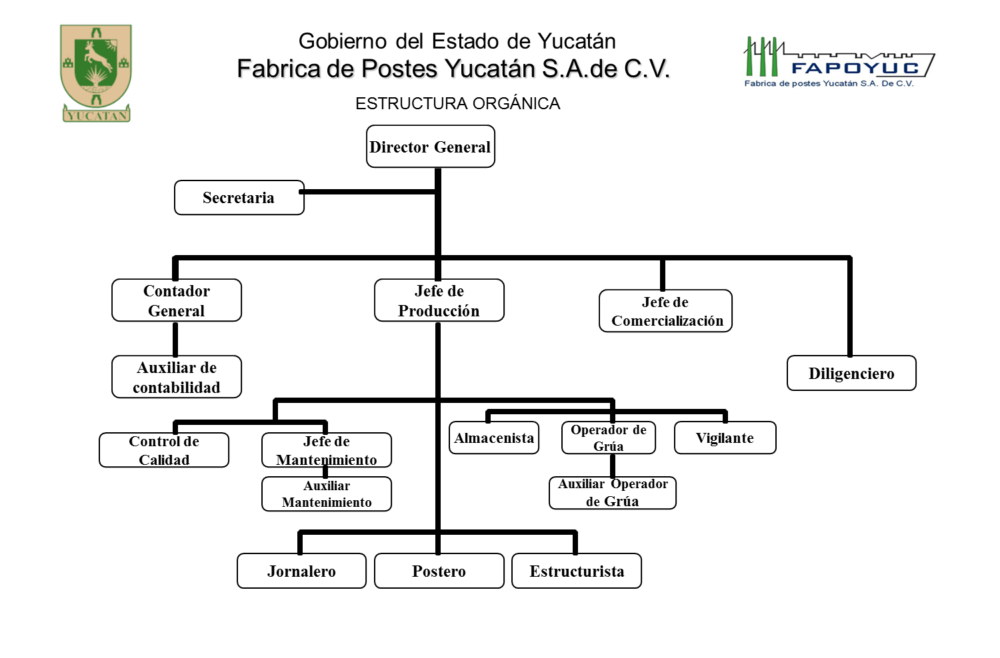 Gobierno del Estado de Yucatán
Fabrica de Postes Yucatán S.A.de C.V.
YUCATAN
FAPOYUC
Fabrica de postes Yucatán S.A. De C.V.
ESTRUCTURA ORGÁNICA
Director General
Secretaria
Contador
General
Jefe de
Producción
Jefe de
Comercialización
Auxiliar de
contabilidad
Diligenciero
Control de
Calidad
Jefe de
Mantenimiento
Almacenista
Operador de
Grúa
Vigilante
Auxiliar
Mantenimiento
Auxiliar Operador
de Grúa
Jornalero
Postero
Estructurista